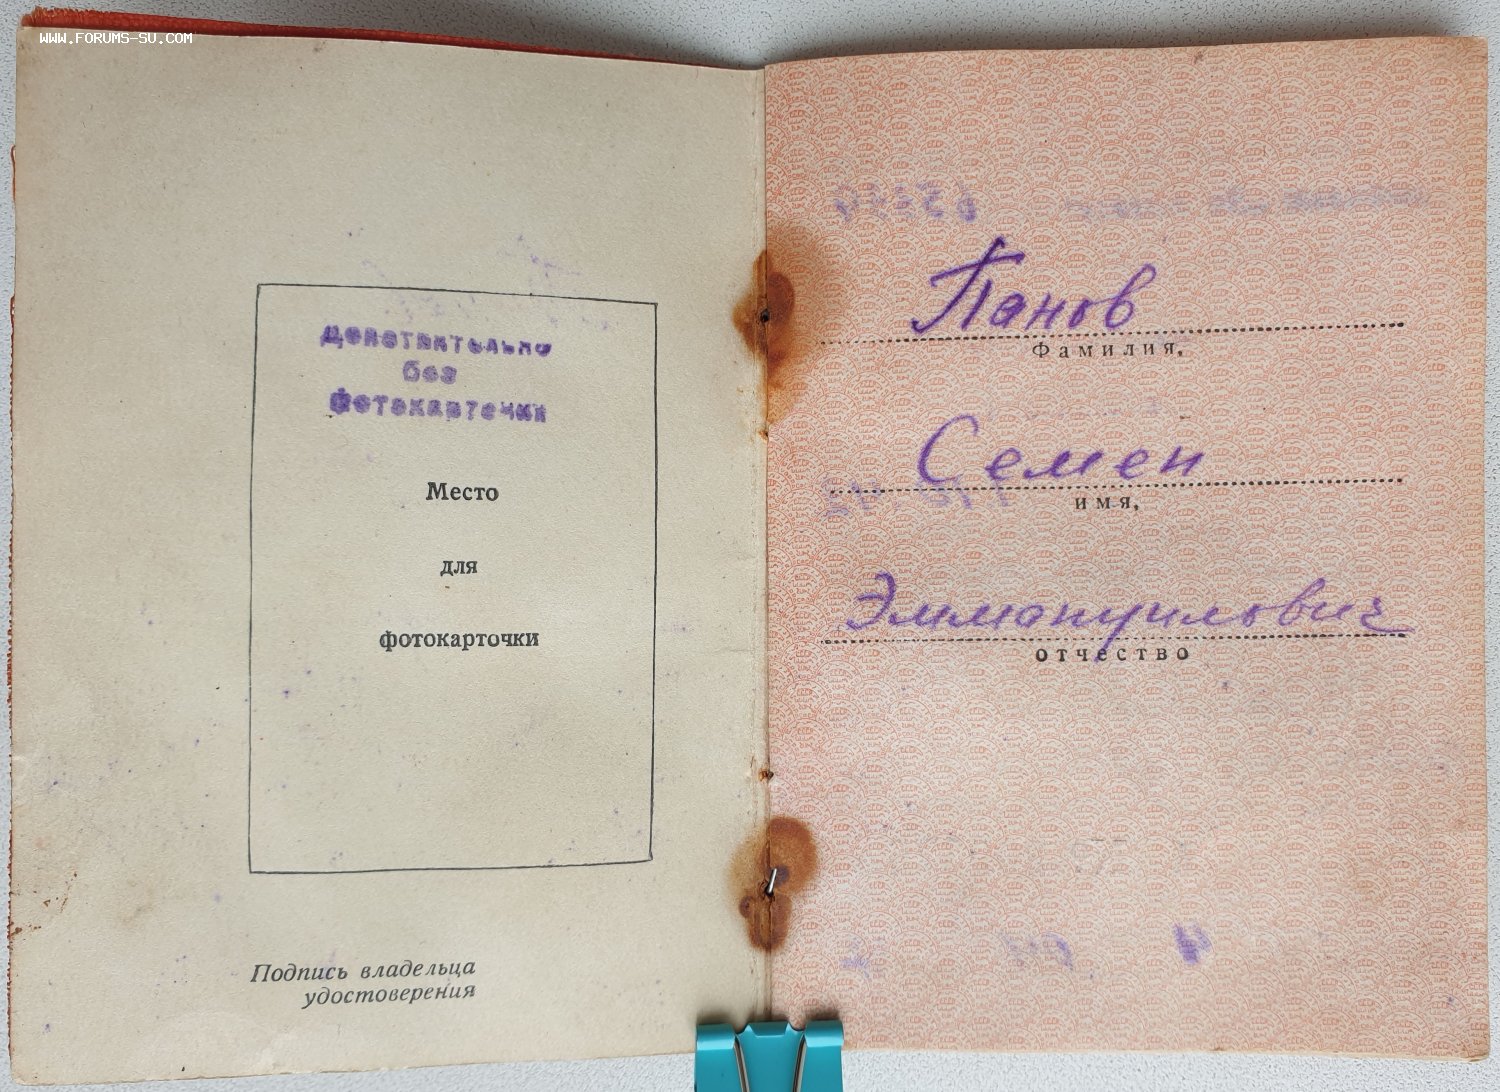 WWW.FORUMS-SU.COM
Действительно
без
Фотокарточки
Место
для
фотокарточки
Подпись владельца
удостоверения
Панов
Фамилия,
Семен
имя,
Эммануилович
отчество